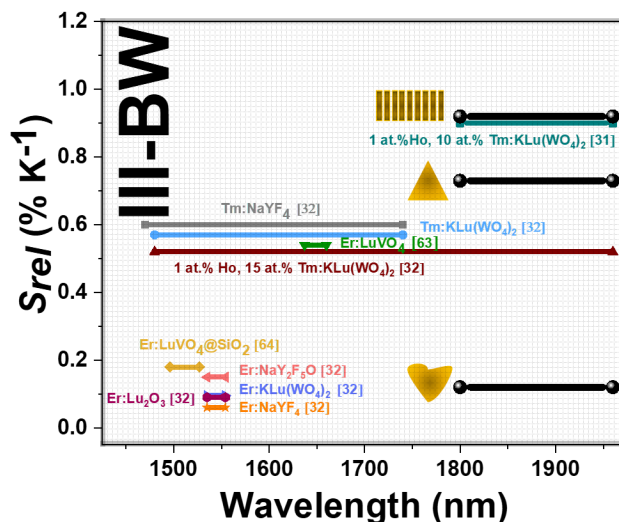 III-BW
Srel (% K⁻¹)
1.2
1.0
0.8
0.6
0.4
0.2
0.0
1 at.%Ho, 10 at.% Tm:KLu(WO₄)₂ [31]
Tm:NaYF₄ [32]
Tm:KLu(WO₄)₂ [32]
Er:LuVO₄ [63]
1 at.% Ho, 15 at.% Tm:KLu(WO₄)₂ [32]
Er:LuVO₄@SiO₂ [64]
Er:NaY₂F₅O [32]
Er:KLu(WO₄)₂ [32]
Er:Lu₂O₃ [32]
Er:NaYF₄ [32]
1500 1600 1700 1800 1900
Wavelength (nm)